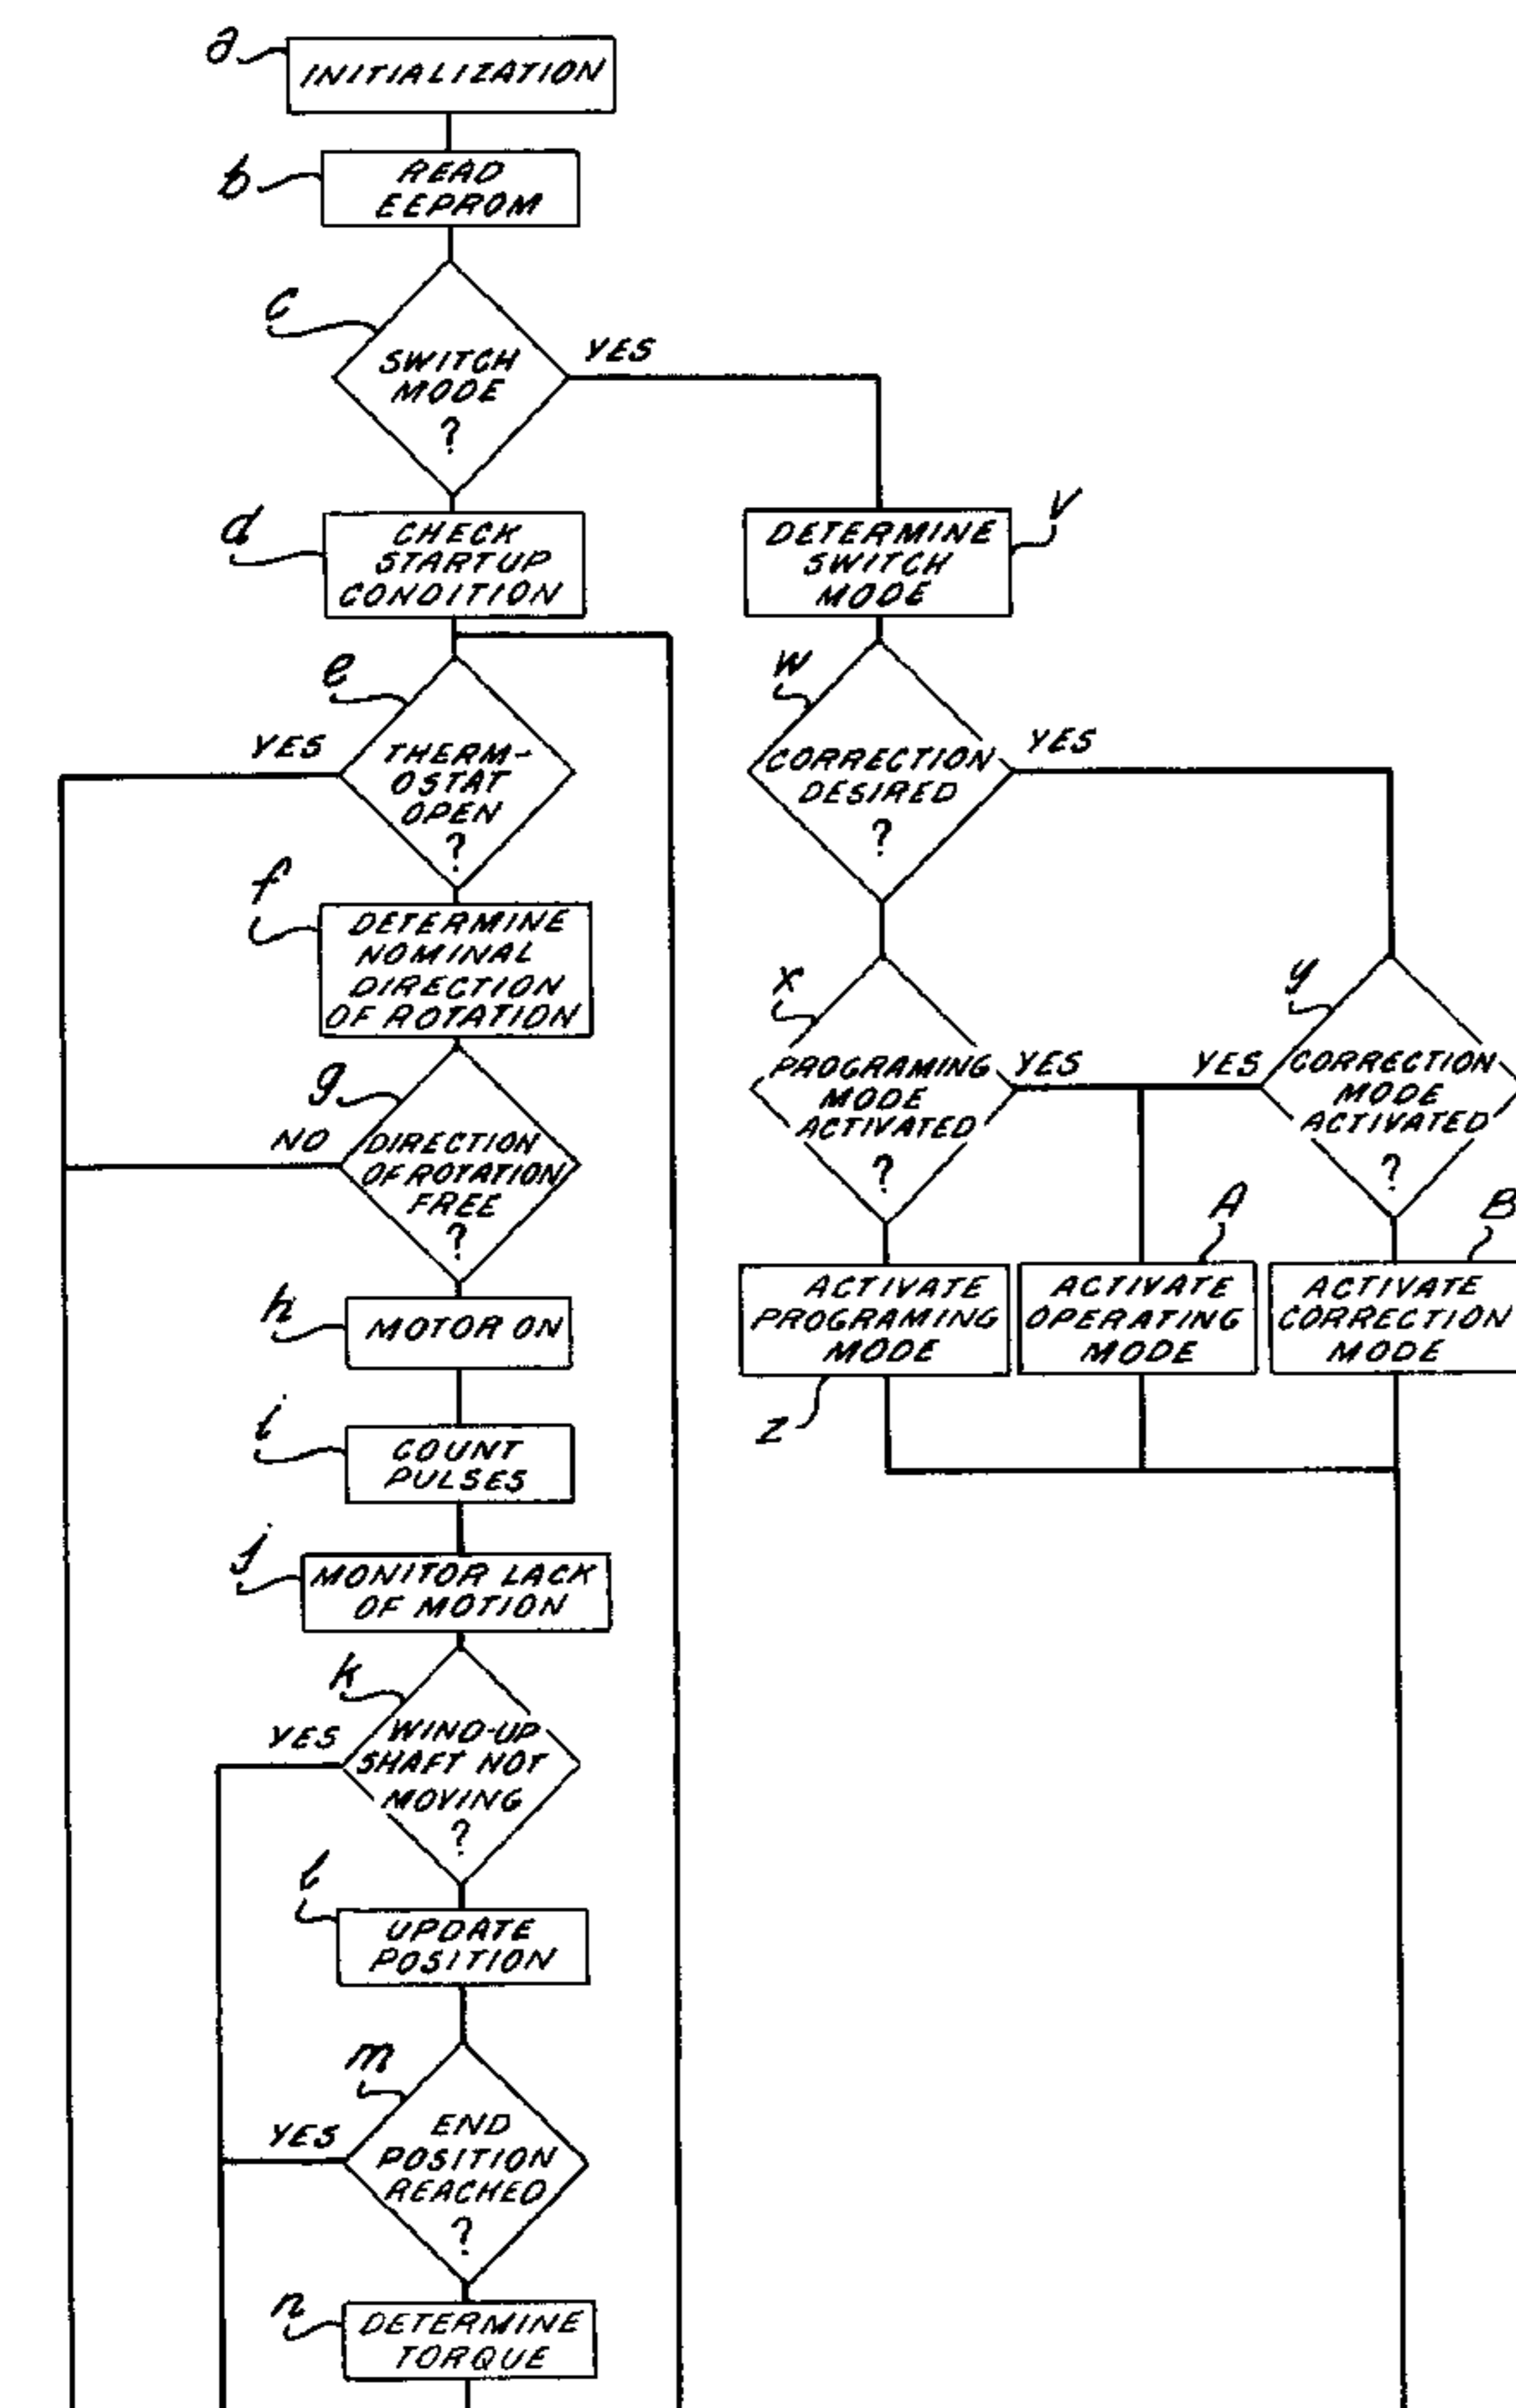 a
INITIALIZATION
b
READ
EEPROM
c
SWITCH
MODE
?
YES
d
CHECK
STARTUP
CONDITION
e
YES
THERM-
OSTAT
OPEN
?
f
DETERMINE
NOMINAL
DIRECTION
OF ROTATION
g
NO
DIRECTION
OF ROTATION
FREE
?
h
MOTOR ON
i
COUNT
PULSES
j
MONITOR LACK
OF MOTION
k
YES
WIND-UP
SHAFT NOT
MOVING
?
l
UPDATE
POSITION
m
YES
END
POSITION
REACHED
?
n
DETERMINE
TORQUE
V
DETERMINE
SWITCH
MODE
W
CORRECTION
DESIRED
?
YES
x
PROGRAMING
MODE
ACTIVATED
?
YES
y
YES
CORRECTION
MODE
ACTIVATED
?
z
ACTIVATE
PROGRAMING
MODE
A
ACTIVATE
OPERATING
MODE
B
ACTIVATE
CORRECTION
MODE